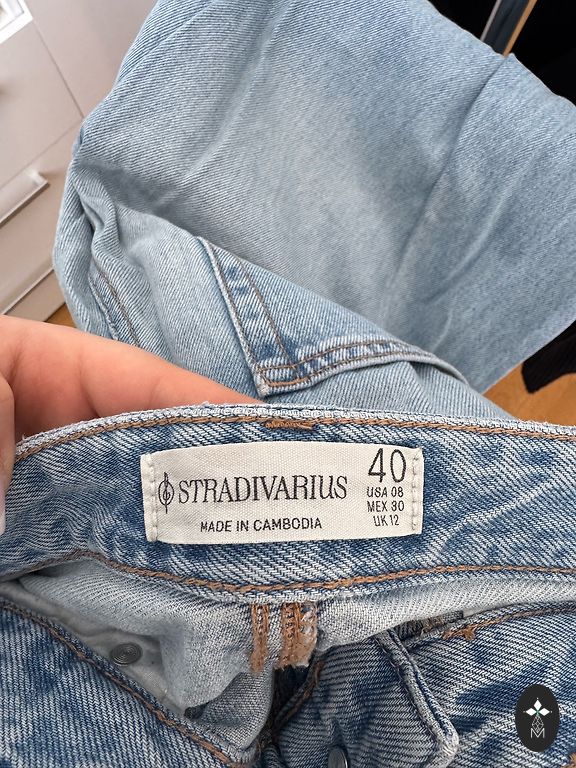 STRADIVARIUS
MADE IN CAMBODIA
40
USA 08
MEX 30
UK 12
M